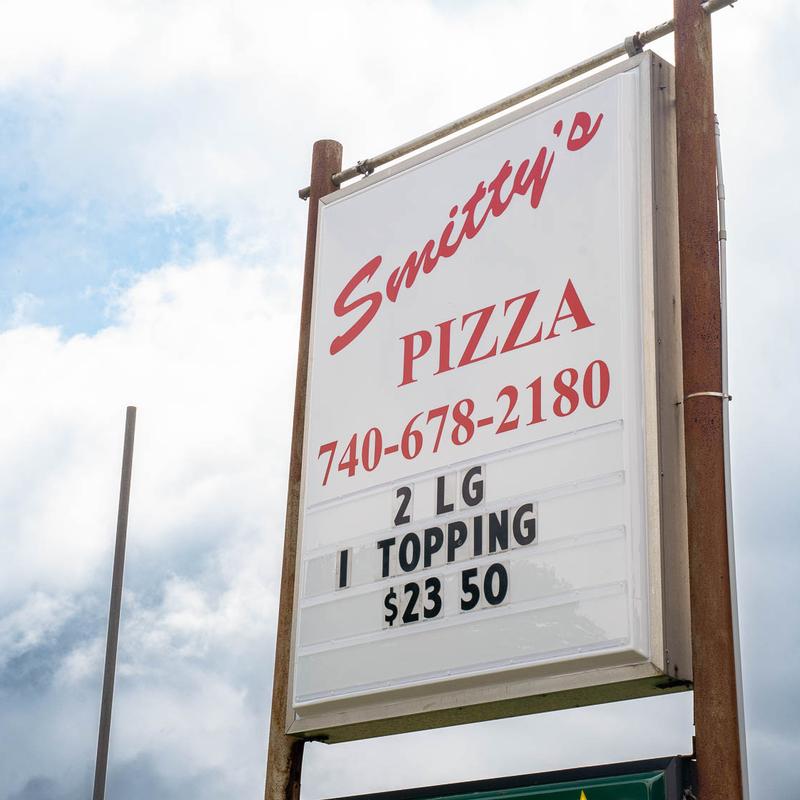 Smitty's
PIZZA
740-678-2180
2 LG
1 TOPPING
$23 50